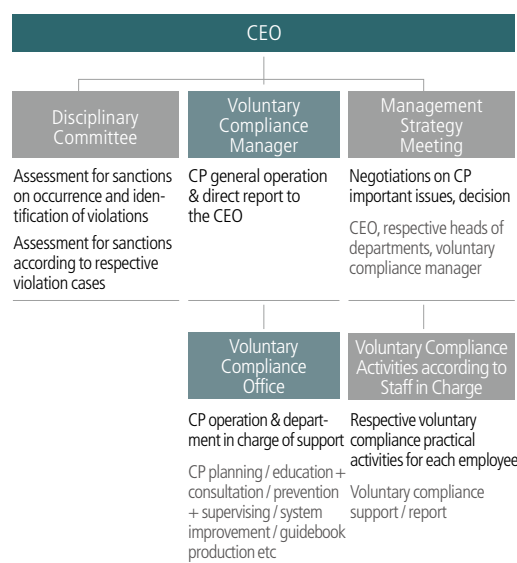 CEO
Disciplinary
Committee
Assessment for sanctions
on occurrence and iden-
tification of violations
Assessment for sanctions
according to respective
violation cases
Voluntary
Compliance
Manager
CP general operation
& direct report to
the CEO
Management
Strategy
Meeting
Negotiations on CP
important issues, decision
CEO, respective heads of
departments, voluntary
compliance manager
Voluntary
Compliance
Office
CP operation & depart-
ment in charge of support
CP planning / education +
consultation / prevention
+ supervising / system
improvement / guidebook
production etc
Voluntary Compliance
Activities according to
Staff in Charge
Respective voluntary
compliance practical
activities for each employee
Voluntary compliance
support / report